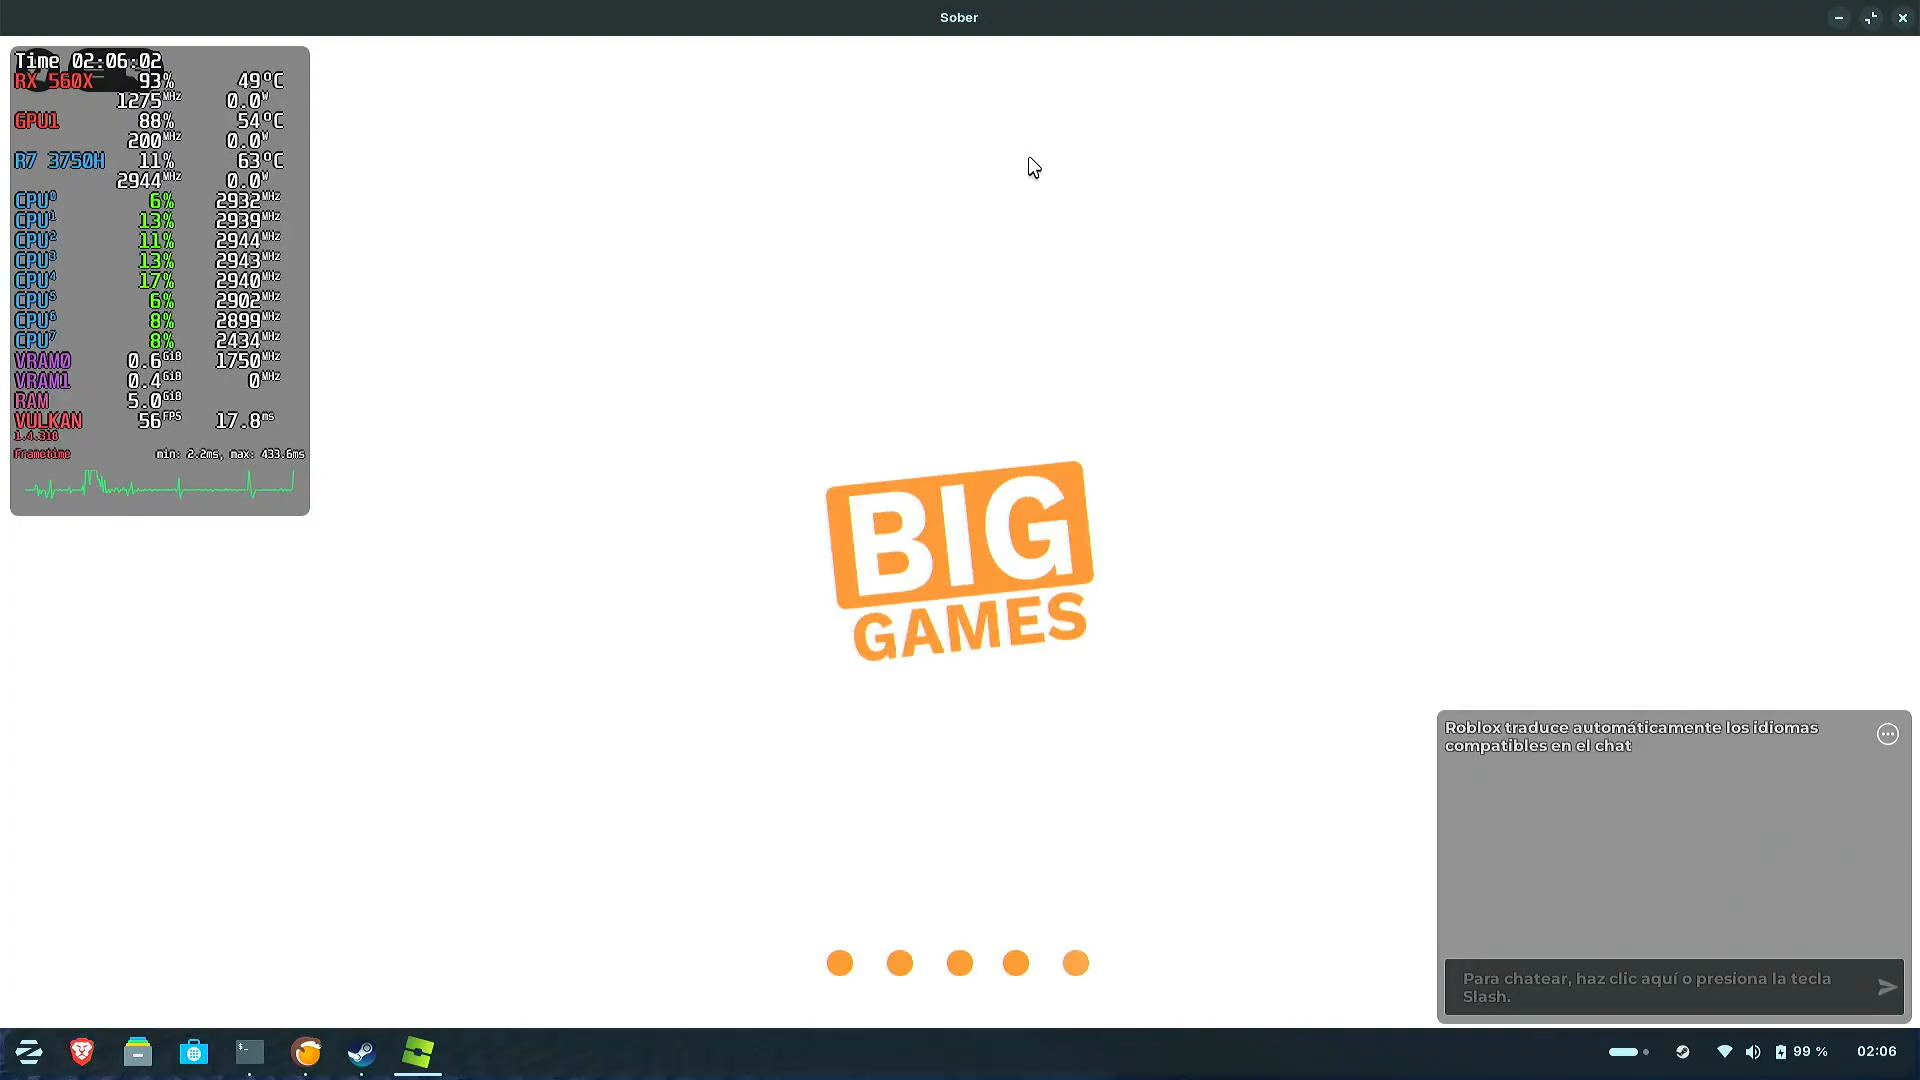 Sober
Time 02:06:02
RX 560X 93% 49°C
1275MHz 0.0W
GPU1 88% 54°C
200MHz 0.0W
R7 3750H 11% 63°C
2944MHz 0.0W
CPU0 6% 2932MHz
CPU1 13% 2939MHz
CPU2 11% 2944MHz
CPU3 13% 2943MHz
CPU4 17% 2940MHz
CPU5 6% 2902MHz
CPU6 8% 2899MHz
CPU7 8% 2434MHz
VRAM0 0.6GiB 1750MHz
VRAM1 0.4GiB 0MHz
RAM 5.0GiB
VULKAN 56FPS 17.8ms
1.4.318
Frametime min: 2.2ms, max: 433.6ms
BIG
GAMES
Roblox traduce automáticamente los idiomas
compatibles en el chat
Para chatear, haz clic aquí o presiona la tecla
Slash.
99 % 02:06